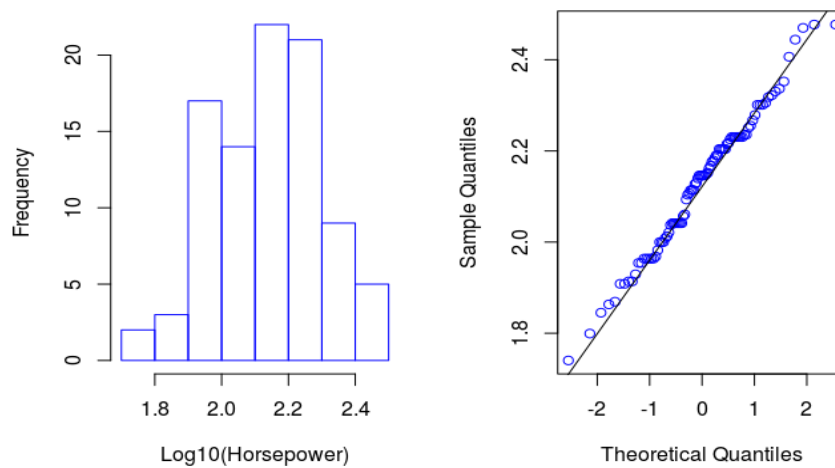 20
15
10
5
0
Frequency
1.8 2.0 2.2 2.4
Log10(Horsepower)
2.4
2.2
2.0
1.8
Sample Quantiles
-2 -1 0 1 2
Theoretical Quantiles